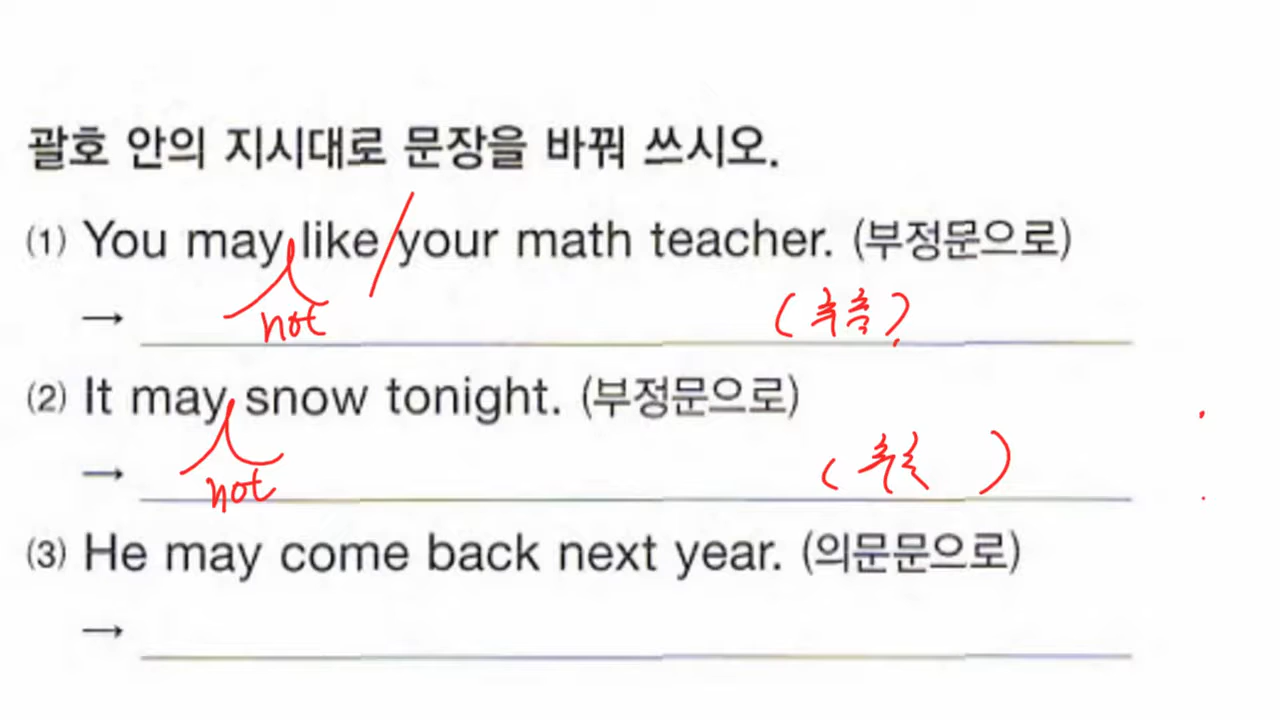 괄호 안의 지시대로 문장을 바꿔 쓰시오.
(1) You may like your math teacher. (부정문으로)
→ not
(2) It may snow tonight. (부정문으로)
→ not
(3) He may come back next year. (의문문으로)
→